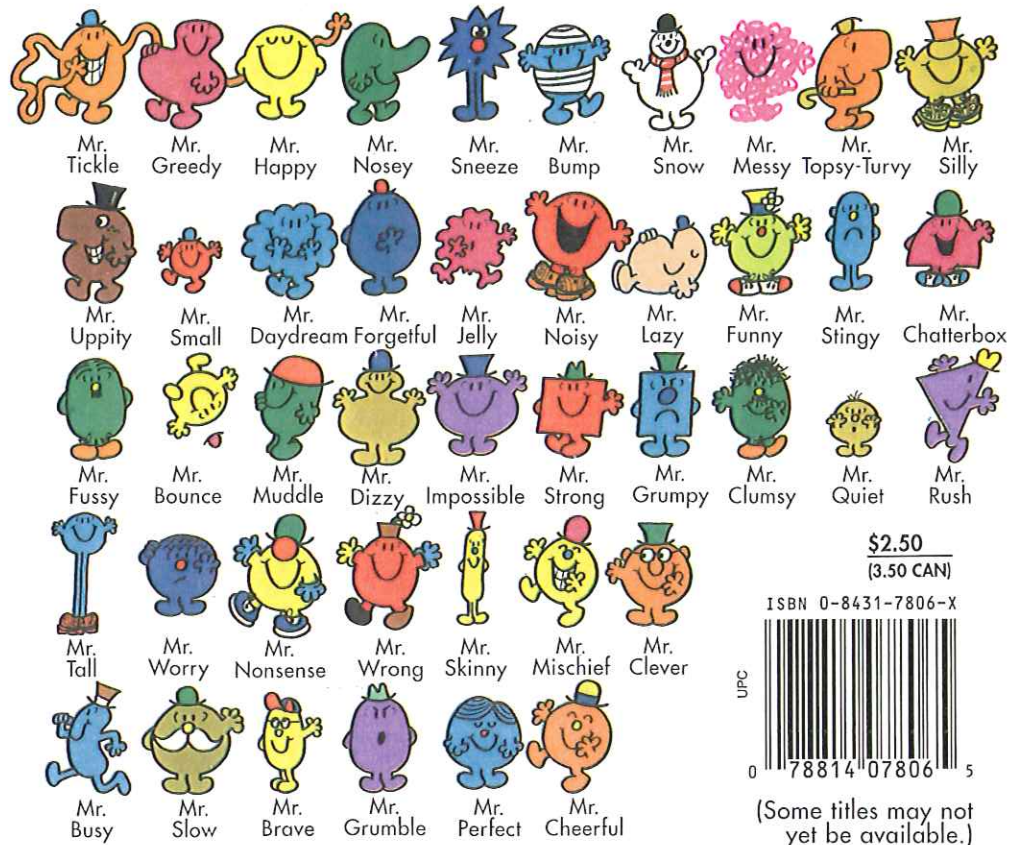 Mr. Tickle
Mr. Greedy
Mr. Happy
Mr. Nosey
Mr. Sneeze
Mr. Bump
Mr. Snow
Mr. Messy
Mr. Topsy-Turvy
Mr. Silly
Mr. Uppity
Mr. Small
Mr. Daydream
Mr. Forgetful
Mr. Jelly
Mr. Noisy
Mr. Lazy
Mr. Funny
Mr. Stingy
Mr. Chatterbox
Mr. Fussy
Mr. Bounce
Mr. Muddle
Mr. Dizzy
Mr. Impossible
Mr. Strong
Mr. Grumpy
Mr. Clumsy
Mr. Quiet
Mr. Rush
Mr. Tall
Mr. Worry
Mr. Nonsense
Mr. Wrong
Mr. Skinny
Mr. Mischief
Mr. Clever
Mr. Busy
Mr. Slow
Mr. Brave
Mr. Grumble
Mr. Perfect
Mr. Cheerful
$2.50
(3.50 CAN)
ISBN 0-8431-7806-X
UPC
0 78814 07806 5
(Some titles may not
yet be available.)